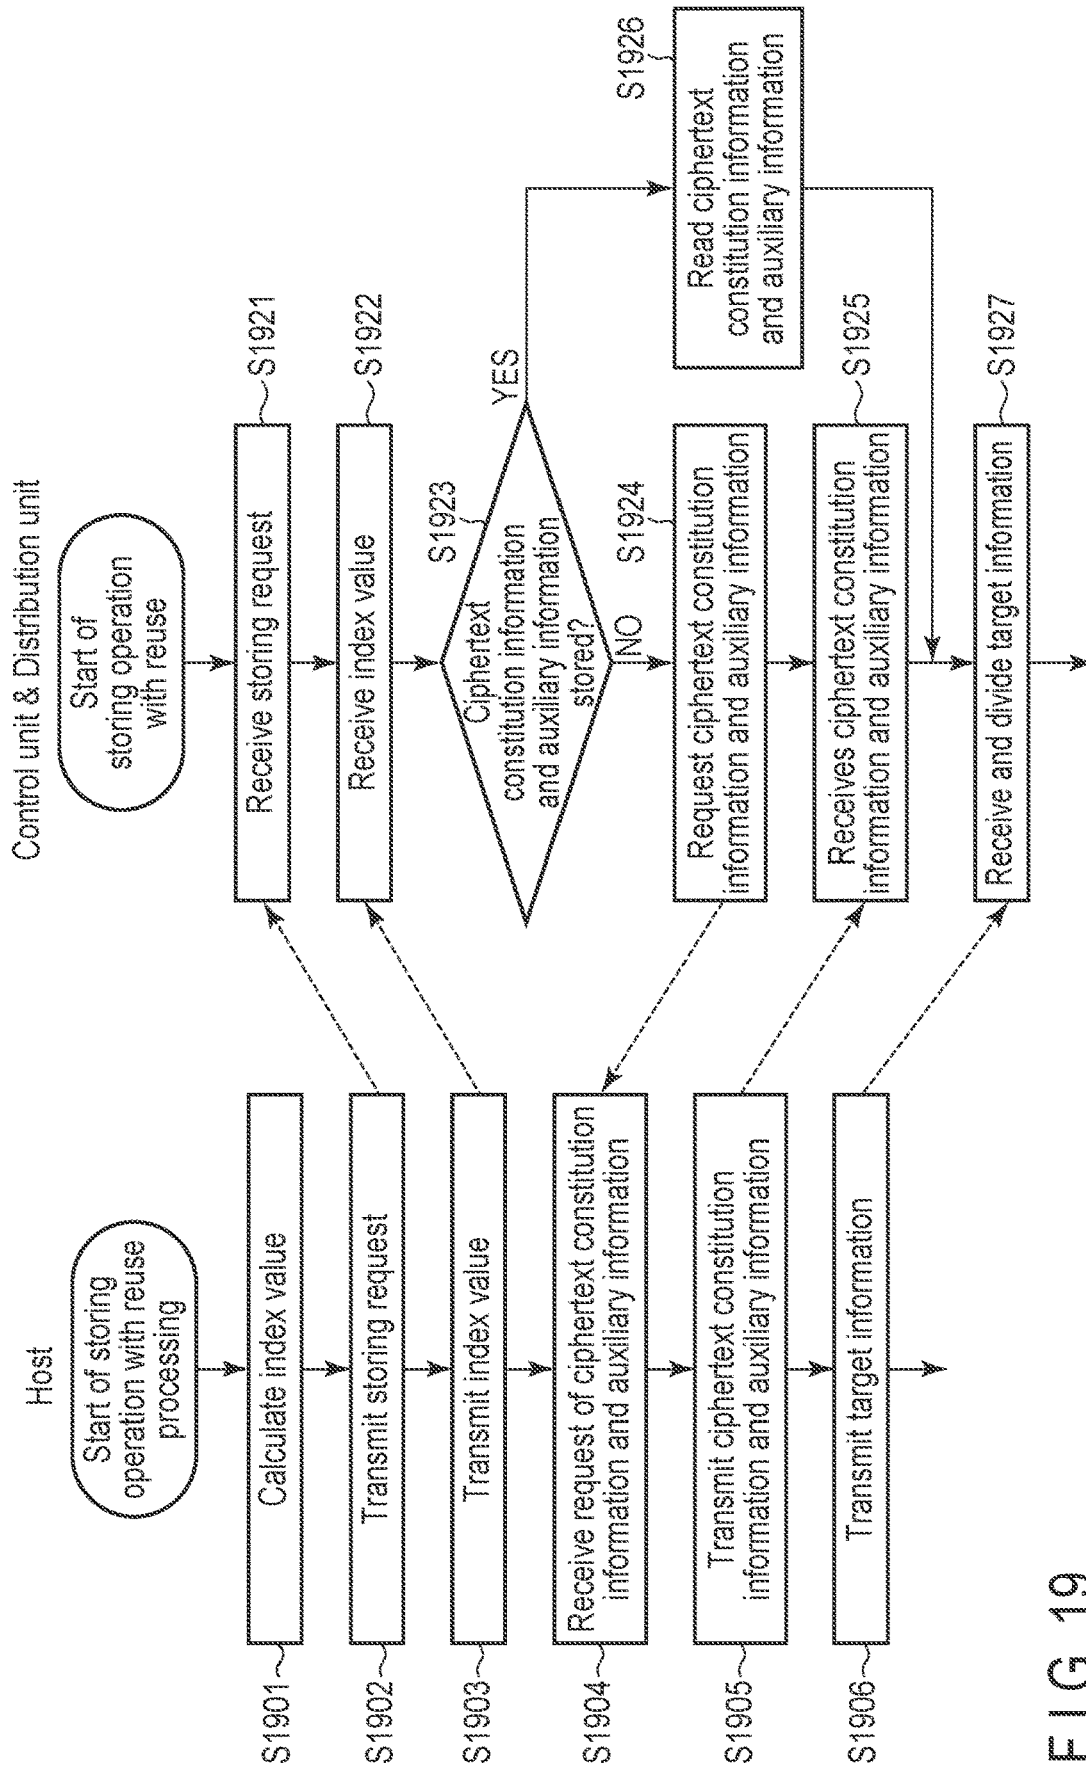 Host
Start of storing
operation with reuse
processing
S1901
Calculate index value
S1902
Transmit storing request
S1903
Transmit index value
S1904
Receive request of ciphertext constitution
information and auxiliary information
S1905
Transmit ciphertext constitution
information and auxiliary information
S1906
Transmit target information
Control unit & Distribution unit
Start of
storing operation
with reuse
Receive storing request
S1921
Receive index value
S1922
S1923
Ciphertext
constitution information
and auxiliary information
stored?
YES
NO
S1924
Request ciphertext constitution
information and auxiliary information
Receives ciphertext constitution
information and auxiliary information
S1925
S1926
Read ciphertext
constitution information
and auxiliary information
Receive and divide target information
S1927
FIG. 19